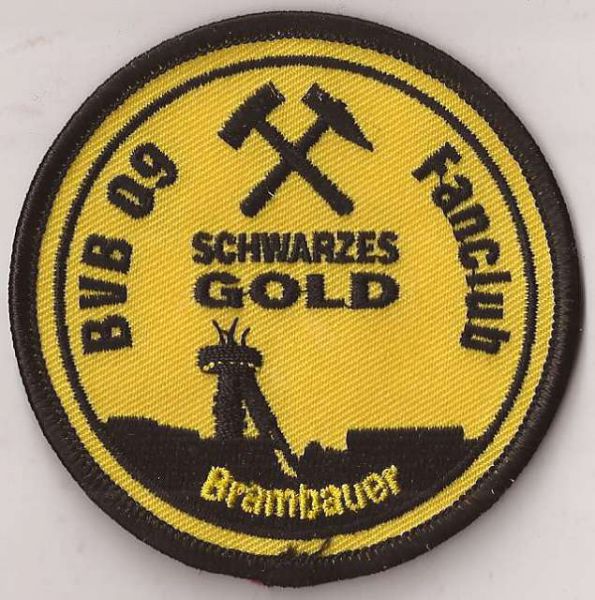 BVB 09 Fanclub
SCHWARZES
GOLD
Brambauer